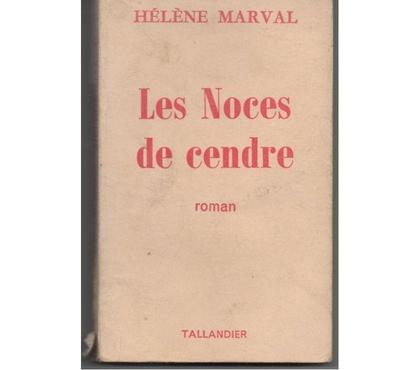 HÉLÈNE MARVAL
Les Noces
de cendre
roman
TALLANDIER